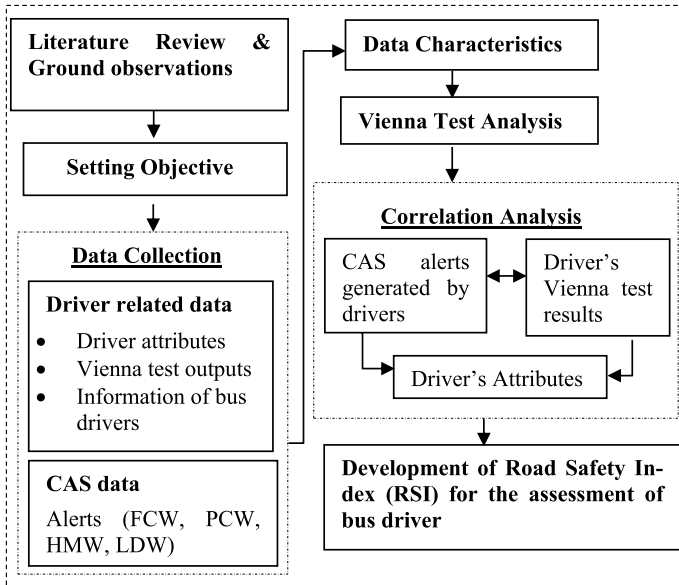 Literature Review &
Ground observations
Setting Objective
Data Collection
Driver related data
• Driver attributes
• Vienna test outputs
• Information of bus
drivers
CAS data
Alerts (FCW, PCW,
HMW, LDW)
Data Characteristics
Vienna Test Analysis
Correlation Analysis
CAS alerts
generated by
drivers
Driver’s
Vienna test
results
Driver’s Attributes
Development of Road Safety In-
dex (RSI) for the assessment of
bus driver